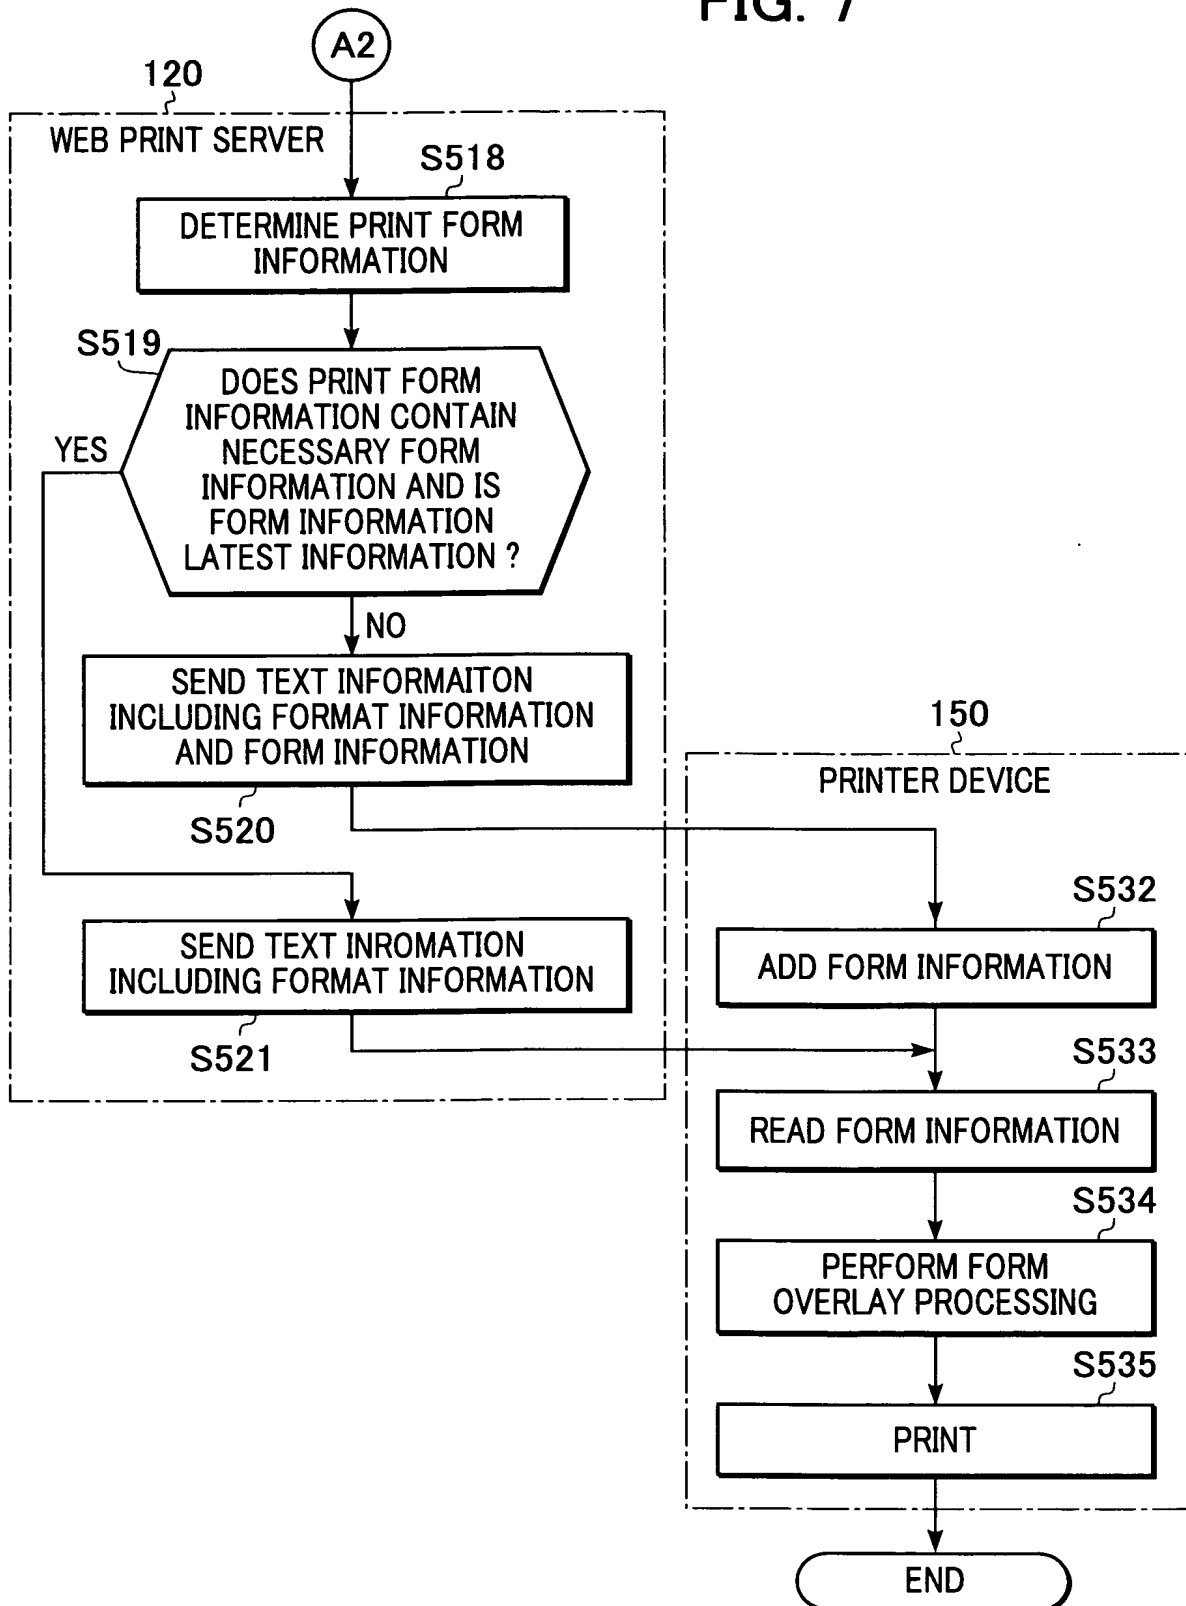 FIG. 7
A2
120
WEB PRINT SERVER
S518
DETERMINE PRINT FORM
INFORMATION
S519
DOES PRINT FORM
INFORMATION CONTAIN
NECESSARY FORM
INFORMATION AND IS
FORM INFORMATION
LATEST INFORMATION ?
YES
NO
SEND TEXT INFORMAITON
INCLUDING FORMAT INFORMATION
AND FORM INFORMATION
S520
SEND TEXT INROMATION
INCLUDING FORMAT INFORMATION
S521
150
PRINTER DEVICE
S532
ADD FORM INFORMATION
S533
READ FORM INFORMATION
S534
PERFORM FORM
OVERLAY PROCESSING
S535
PRINT
END